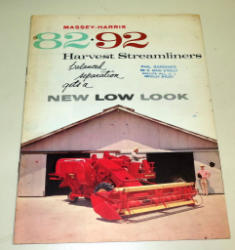 MASSEY-HARRIS
82·92
Harvest Streamliners
balanced
separation
gets a
NEW LOW LOOK